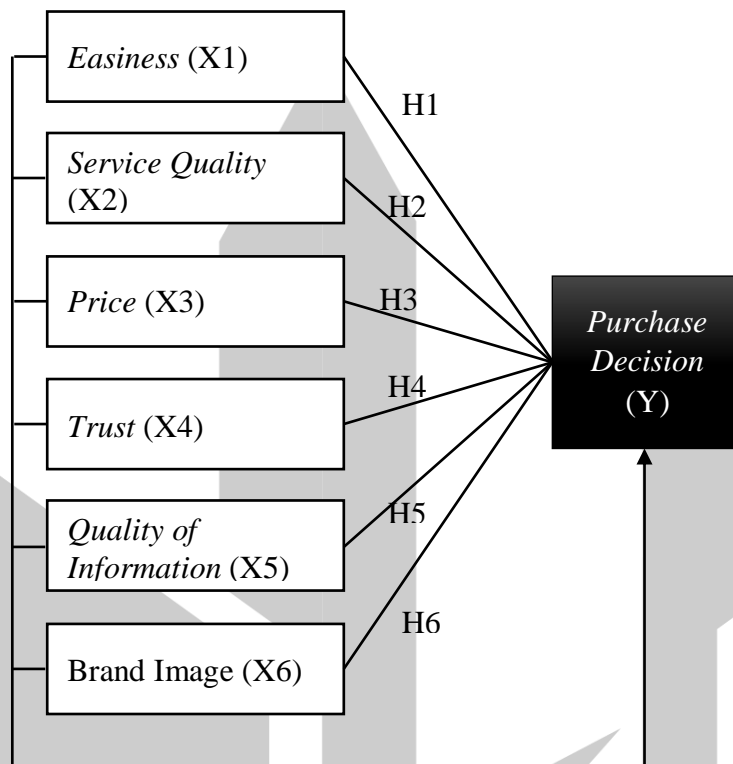 Easiness (X1)
H1
Service Quality
(X2)
H2
Price (X3)
H3
Purchase
Decision
(Y)
H4
Trust (X4)
Quality of
Information (X5)
H5
H6
Brand Image (X6)